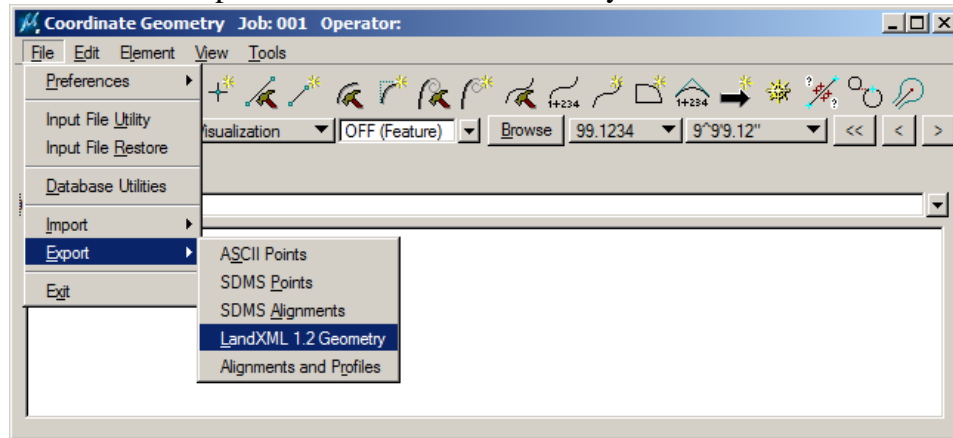 Coordinate Geometry Job: 001 Operator:
File Edit Element View Tools
Preferences
1+234 1+234
Input File Utility
Visualization OFF (Feature) Browse 99.1234 9^9'9.12" << < >
Input File Restore
Database Utilities
Import
Export
ASCII Points
Exit
SDMS Points
SDMS Alignments
LandXML 1.2 Geometry
Alignments and Profiles